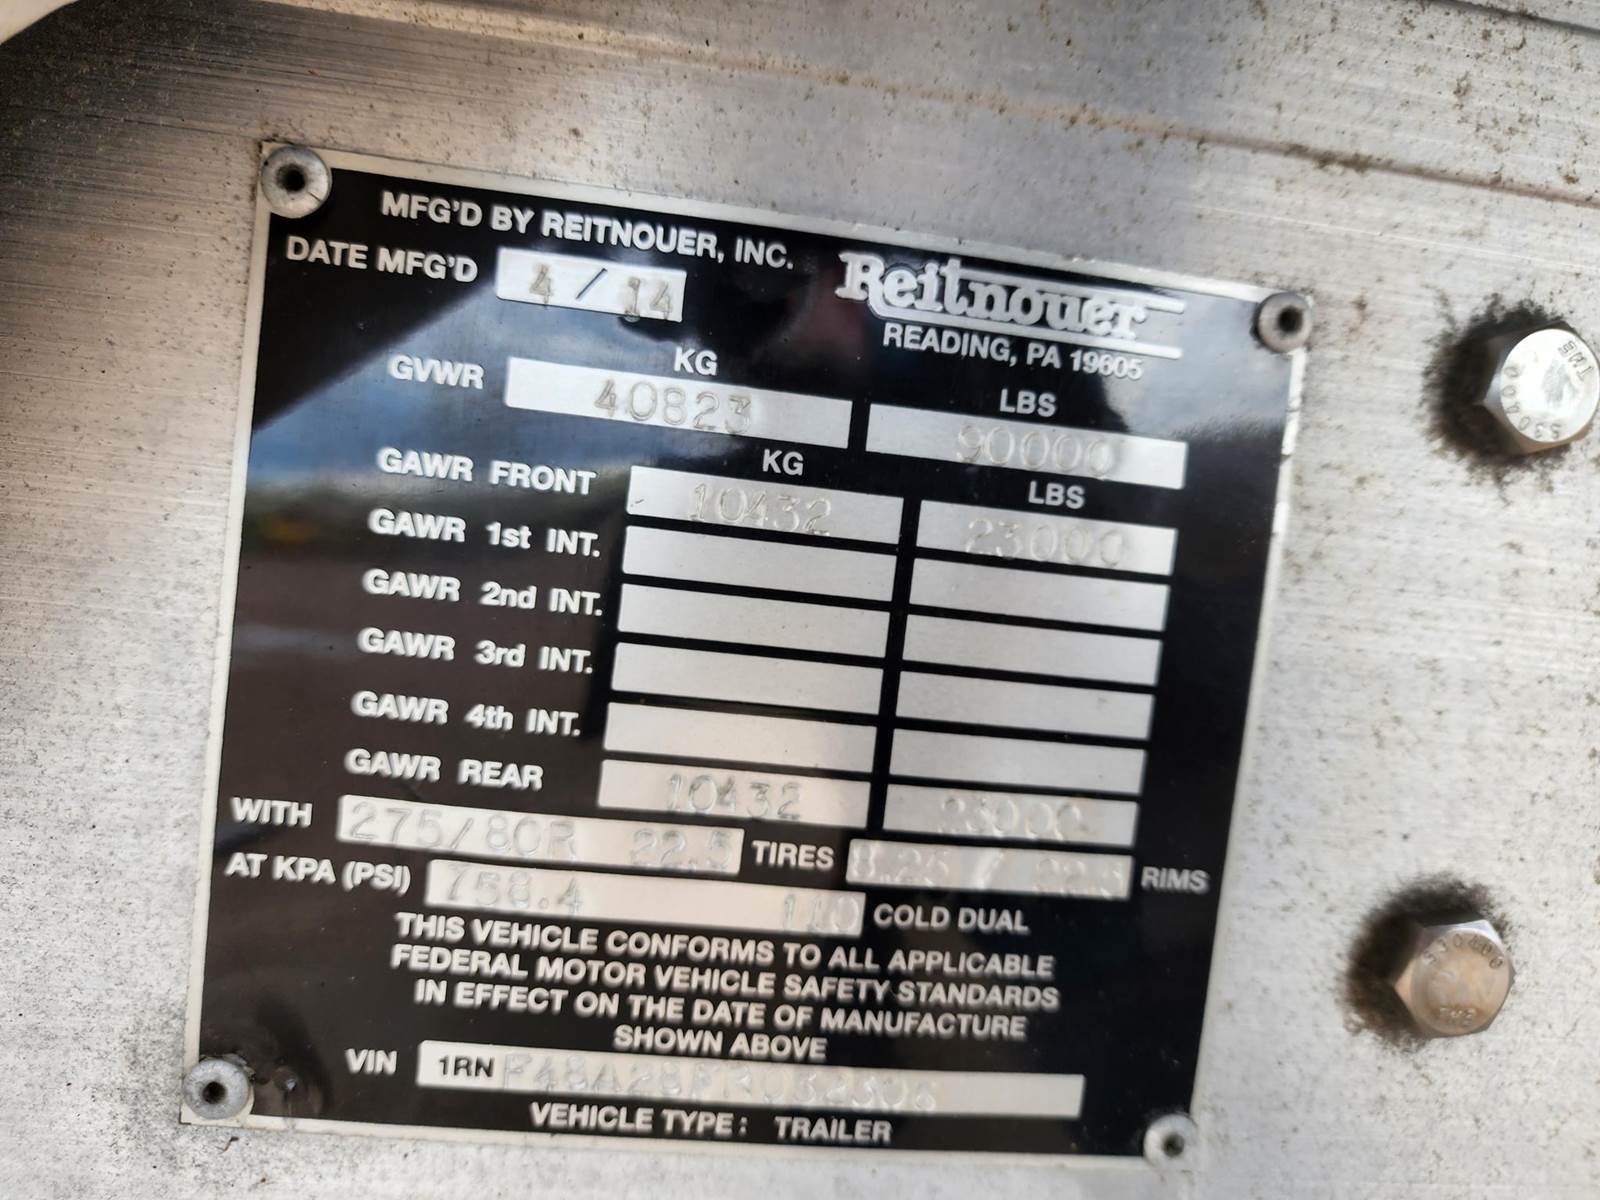 MFG'D BY REITNOUER, INC.
DATE MFG'D 4 / 14
Reitnouer
READING, PA 19605
KG LBS
GVWR 40823 90000
KG LBS
GAWR FRONT 10432 23000
GAWR 1st INT.
GAWR 2nd INT.
GAWR 3rd INT.
GAWR 4th INT.
GAWR REAR 10432 23000
WITH 275/80R 22.5 TIRES 8.25 / 22.5 RIMS
AT KPA (PSI) 758.4 110 COLD DUAL
THIS VEHICLE CONFORMS TO ALL APPLICABLE
FEDERAL MOTOR VEHICLE SAFETY STANDARDS
IN EFFECT ON THE DATE OF MANUFACTURE
SHOWN ABOVE
VIN 1RN
VEHICLE TYPE: TRAILER